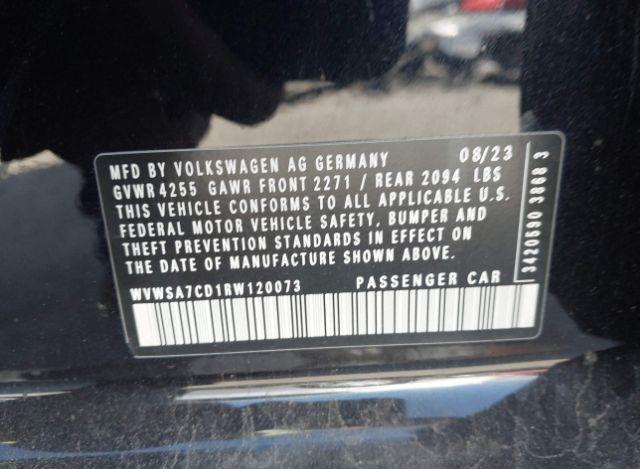 MFD BY VOLKSWAGEN AG GERMANY 08/23
GVWR 4255 GAWR FRONT 2271 / REAR 2094 LBS
THIS VEHICLE CONFORMS TO ALL APPLICABLE U.S.
FEDERAL MOTOR VEHICLE SAFETY, BUMPER AND
THEFT PREVENTION STANDARDS IN EFFECT ON
THE DATE OF MANUFACTURE SHOWN ABOVE.
WVWSA7CD1RW120073 PASSENGER CAR
3420690 3868 3